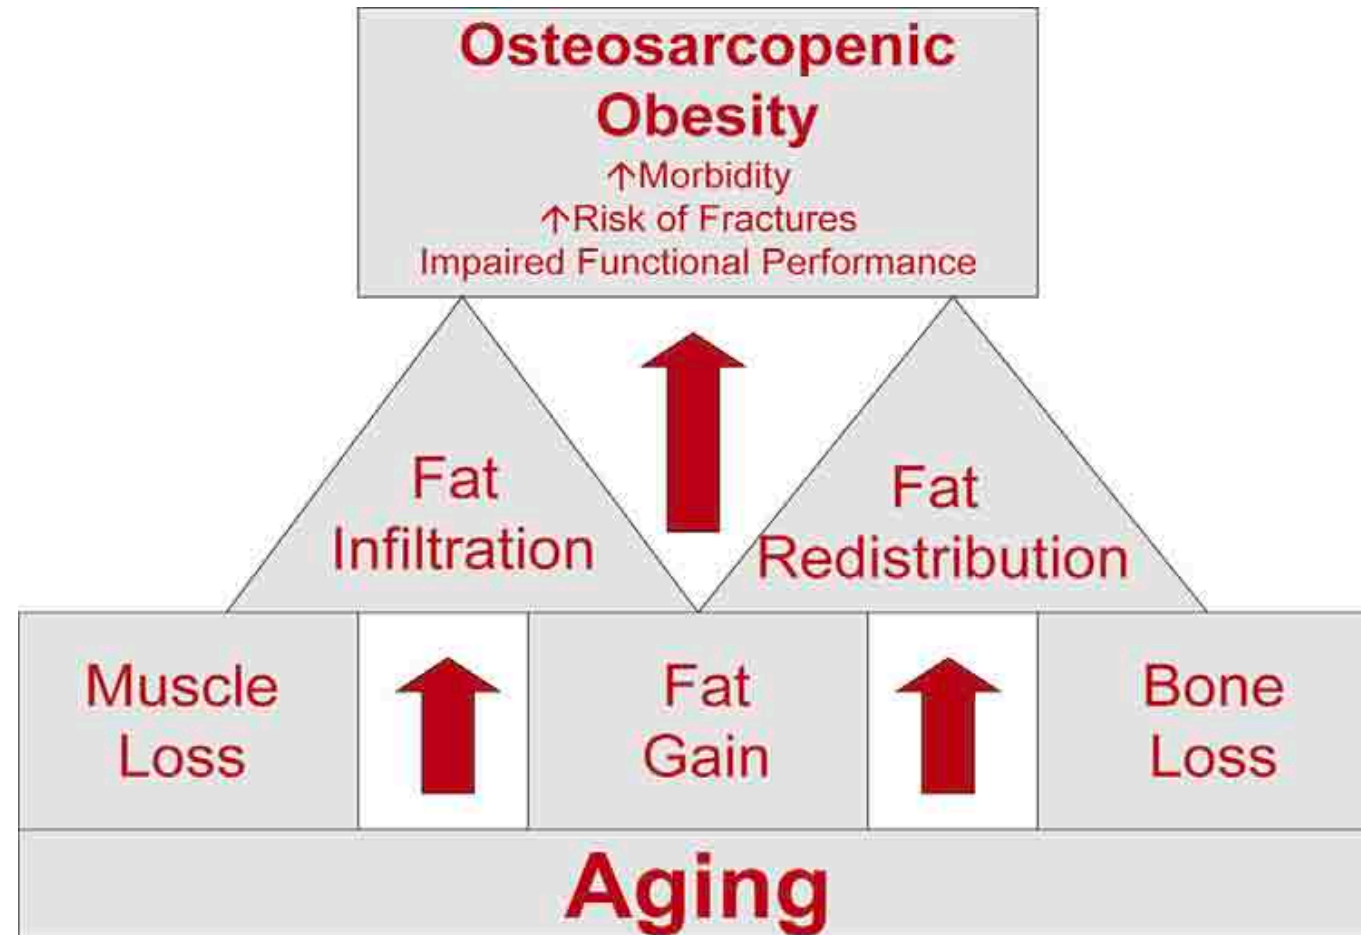 Osteosarcopenic
Obesity
↑Morbidity
↑Risk of Fractures
Impaired Functional Performance
Fat
Infiltration
Fat
Redistribution
Muscle
Loss
Fat
Gain
Bone
Loss
Aging